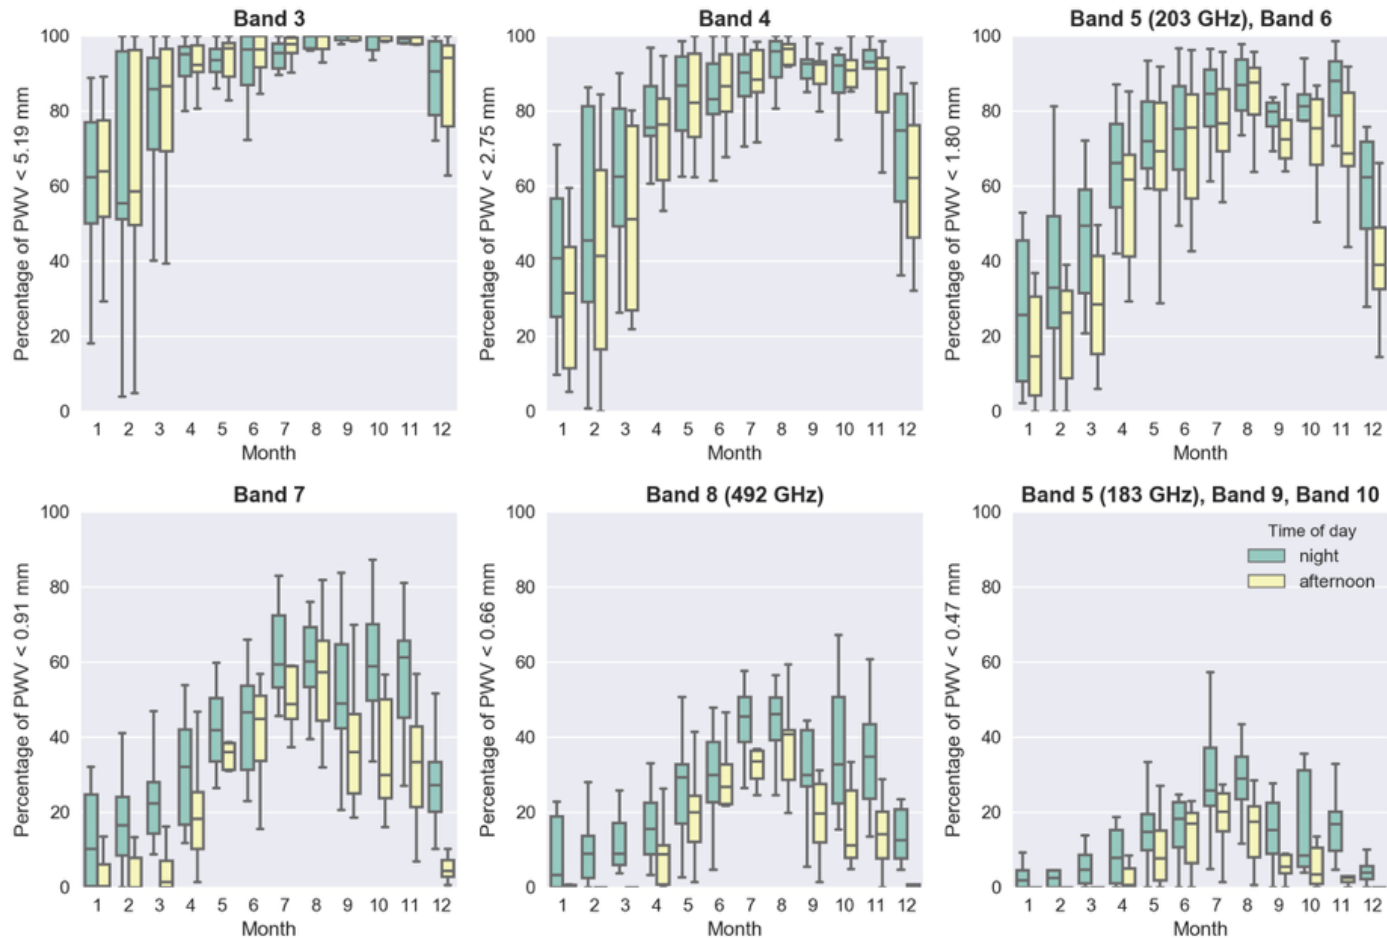 Band 3
Band 4
Band 5 (203 GHz), Band 6
Percentage of PWV < 5.19 mm
100
80
60
40
20
0
1 2 3 4 5 6 7 8 9 10 11 12
Month
Percentage of PWV < 2.75 mm
100
80
60
40
20
0
1 2 3 4 5 6 7 8 9 10 11 12
Month
Percentage of PWV < 1.80 mm
100
80
60
40
20
0
1 2 3 4 5 6 7 8 9 10 11 12
Month
Band 7
Band 8 (492 GHz)
Band 5 (183 GHz), Band 9, Band 10
Percentage of PWV < 0.91 mm
100
80
60
40
20
0
1 2 3 4 5 6 7 8 9 10 11 12
Month
Percentage of PWV < 0.66 mm
100
80
60
40
20
0
1 2 3 4 5 6 7 8 9 10 11 12
Month
Percentage of PWV < 0.47 mm
100
80
60
40
20
0
Time of day
night
afternoon
1 2 3 4 5 6 7 8 9 10 11 12
Month